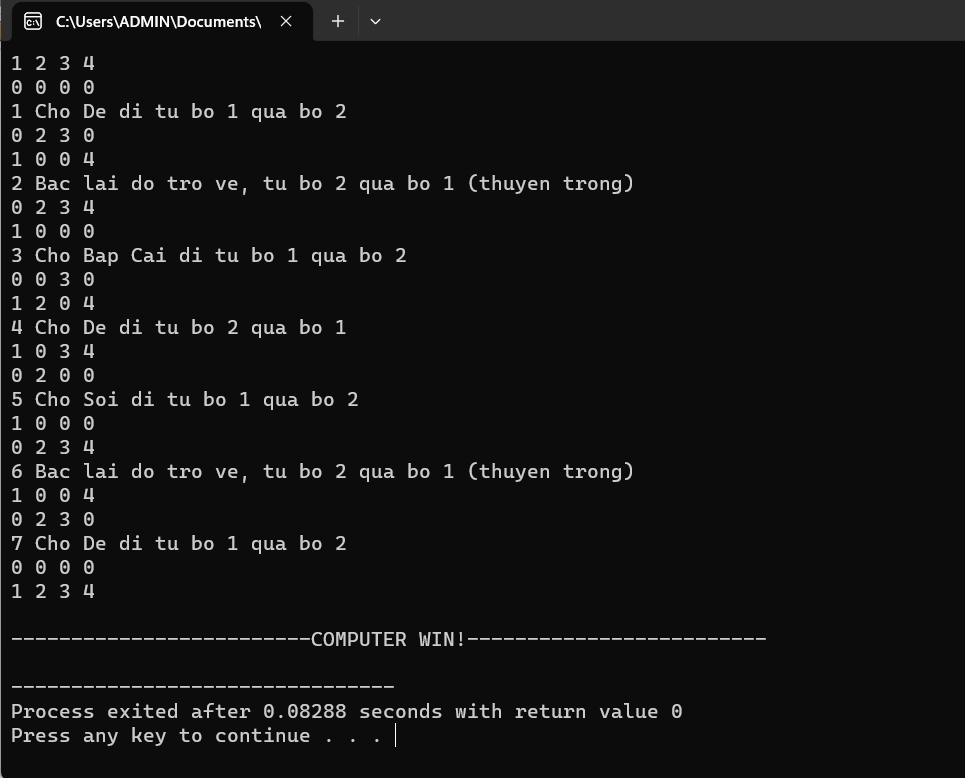 C:\Users\ADMIN\Documents\
1 2 3 4
0 0 0 0
1 Cho De di tu bo 1 qua bo 2
0 2 3 0
1 0 0 4
2 Bac lai do tro ve, tu bo 2 qua bo 1 (thuyen trong)
0 2 3 4
1 0 0 0
3 Cho Bap Cai di tu bo 1 qua bo 2
0 0 3 0
1 2 0 4
4 Cho De di tu bo 2 qua bo 1
1 0 3 4
0 2 0 0
5 Cho Soi di tu bo 1 qua bo 2
1 0 0 0
0 2 3 4
6 Bac lai do tro ve, tu bo 2 qua bo 1 (thuyen trong)
1 0 0 4
0 2 3 0
7 Cho De di tu bo 1 qua bo 2
0 0 0 0
1 2 3 4
-------------------------COMPUTER WIN!-------------------------
--------------------------------
Process exited after 0.08288 seconds with return value 0
Press any key to continue . . .